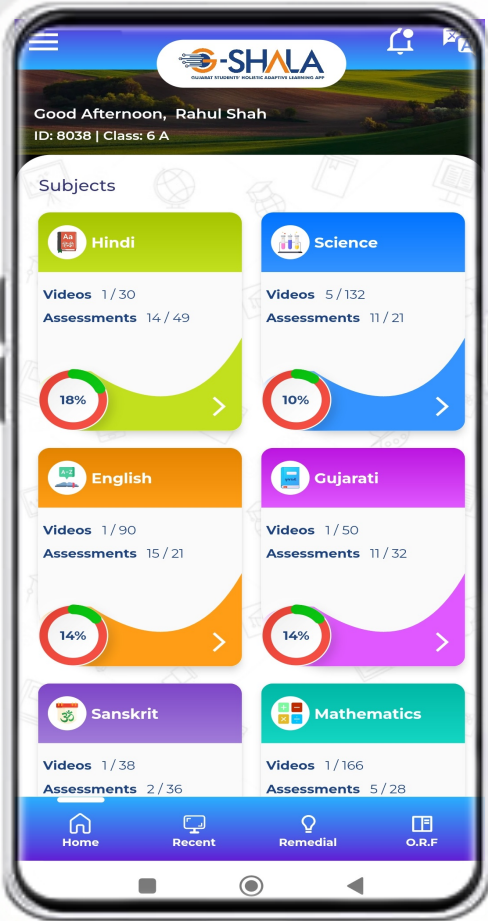 G-SHALA
GUJARAT STUDENTS' HOLISTIC ADAPTIVE LEARNING APP
Good Afternoon, Rahul Shah
ID: 8038 | Class: 6 A
Subjects
Hindi
Videos 1 / 30
Assessments 14 / 49
18%
Science
Videos 5 / 132
Assessments 11 / 21
10%
English
Videos 1 / 90
Assessments 15 / 21
14%
Gujarati
Videos 1 / 50
Assessments 11 / 32
14%
Sanskrit
Videos 1 / 38
Assessments 2 / 36
Mathematics
Videos 1 / 166
Assessments 5 / 28
Home
Recent
Remedial
O.R.F